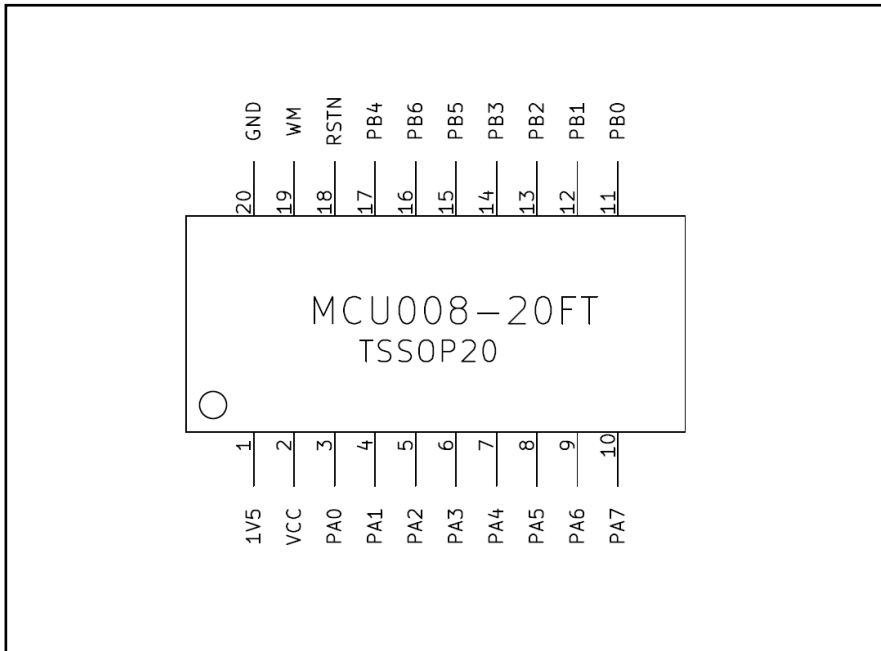 GND WM RSTN PB4 PB6 PB5 PB3 PB2 PB1 PB0
20 19 18 17 16 15 14 13 12 11
MCU008-20FT
TSSOP20
1 2 3 4 5 6 7 8 9 10
1V5 VCC PA0 PA1 PA2 PA3 PA4 PA5 PA6 PA7